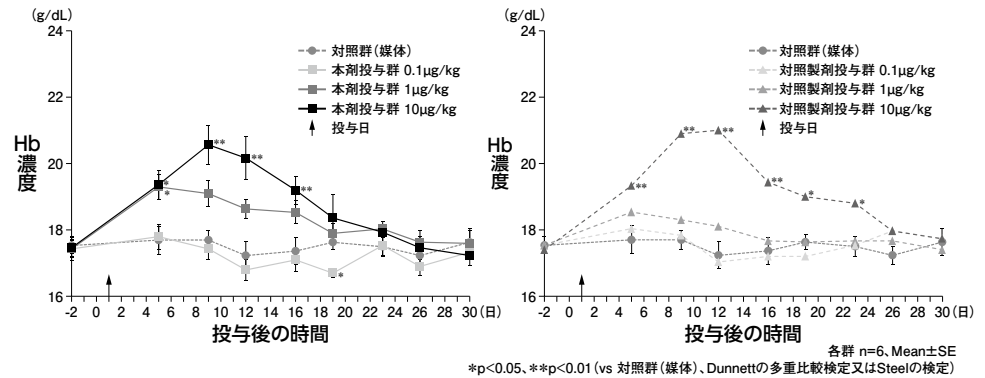 (g/dL)
24
22
20
18
16
Hb
濃度
対照群(媒体)
本剤投与群 0.1μg/kg
本剤投与群 1μg/kg
本剤投与群 10μg/kg
投与日
** ** ** * * *
-2 0 2 4 6 8 10 12 14 16 18 20 22 24 26 28 30(日)
投与後の時間
(g/dL)
24
22
20
18
16
Hb
濃度
対照群(媒体)
対照製剤投与群 0.1μg/kg
対照製剤投与群 1μg/kg
対照製剤投与群 10μg/kg
投与日
** ** ** ** * *
-2 0 2 4 6 8 10 12 14 16 18 20 22 24 26 28 30(日)
投与後の時間
各群 n=6、Mean±SE
*p<0.05、**p<0.01(vs 対照群(媒体)、Dunnettの多重比較検定又はSteelの検定)